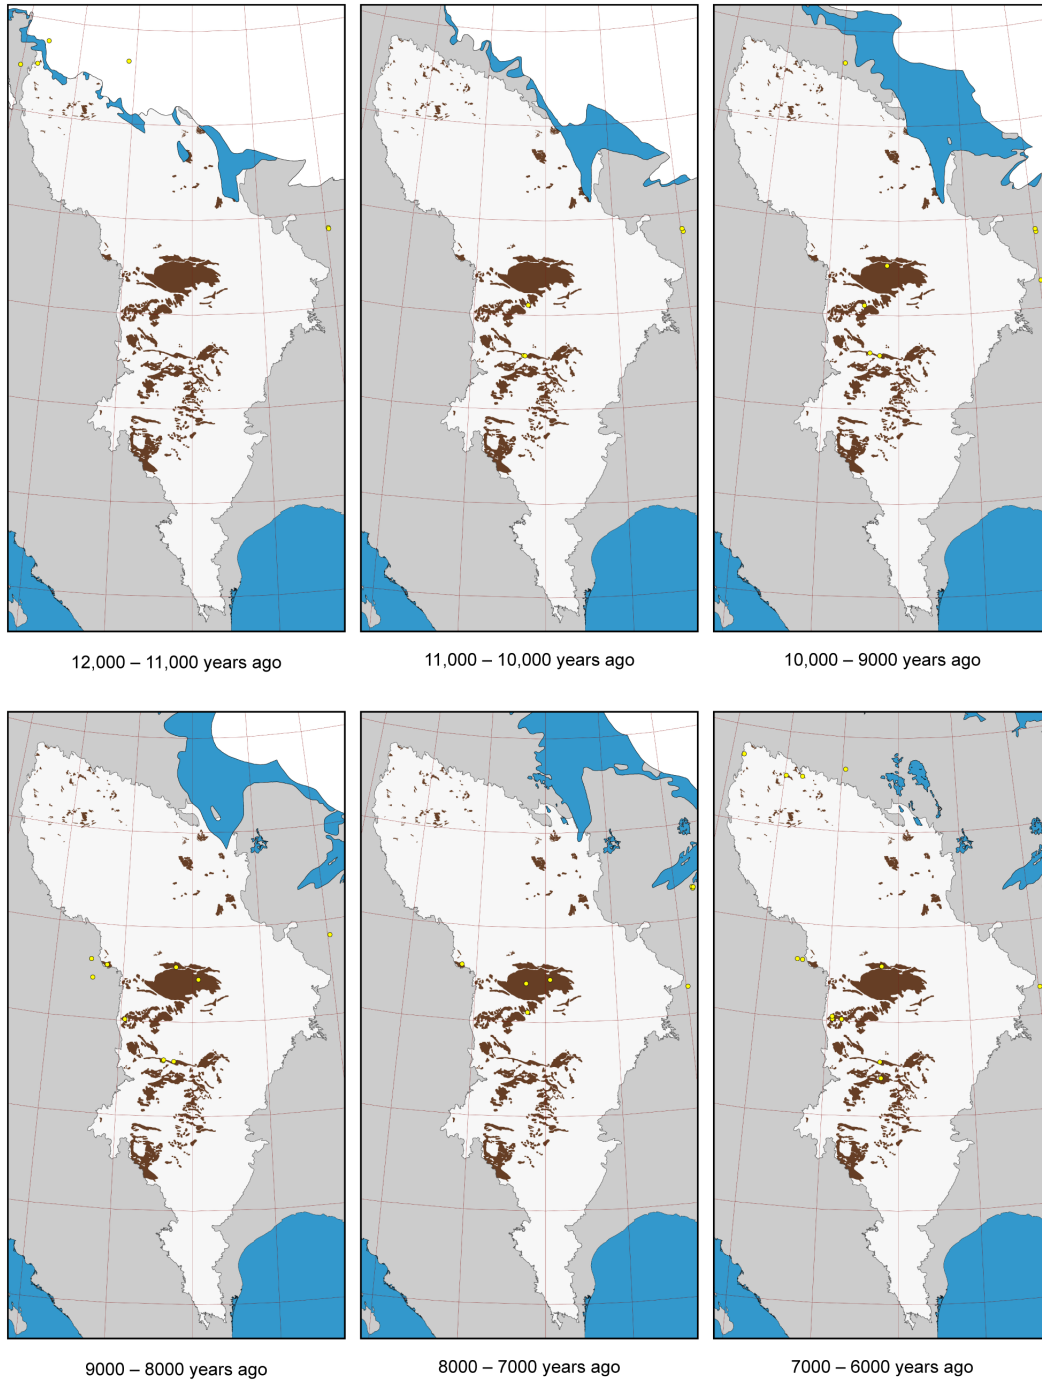 12,000 – 11,000 years ago
11,000 – 10,000 years ago
10,000 – 9000 years ago
9000 – 8000 years ago
8000 – 7000 years ago
7000 – 6000 years ago